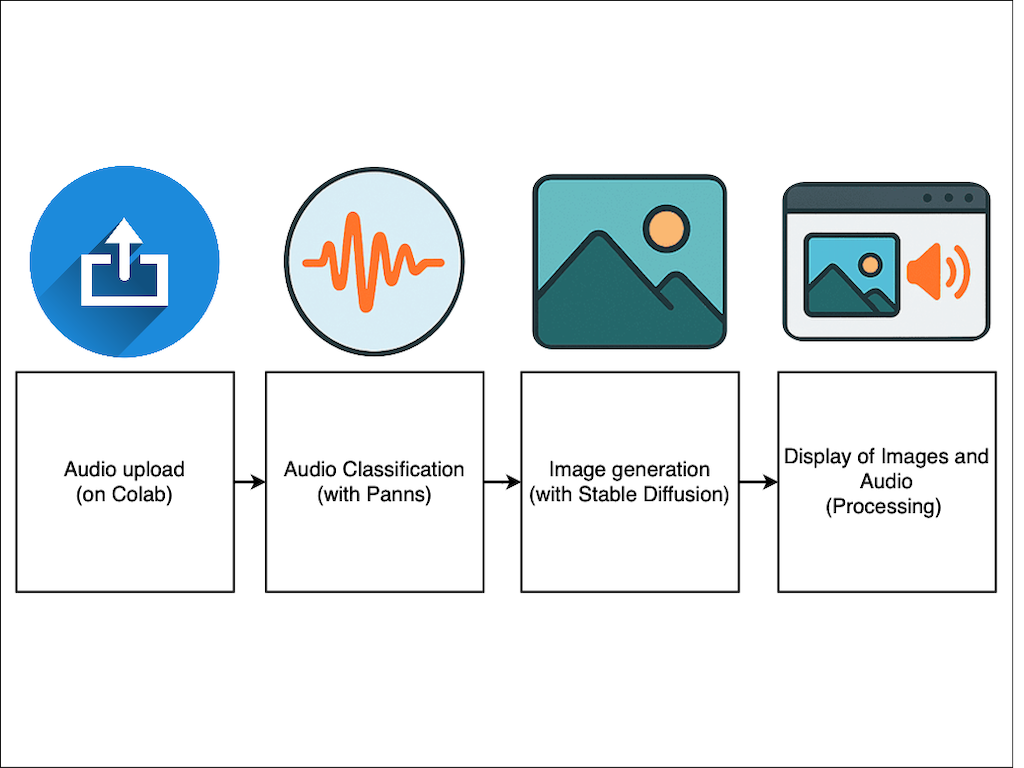 Audio upload
(on Colab)
Audio Classification
(with Panns)
Image generation
(with Stable Diffusion)
Display of Images and
Audio
(Processing)